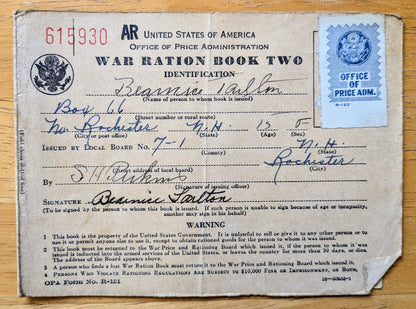 615930 AR UNITED STATES OF AMERICA
OFFICE OF PRICE ADMINISTRATION
WAR RATION BOOK TWO
IDENTIFICATION
OFFICE
OF
PRICE ADM.
R-122
Bearnice Tarlton
(Name of person to whom book is issued)
Box 66
(Street number or rural route)
No. Rochester N.H. 13
(City or post office) (State) (Age) (Sex)
ISSUED BY LOCAL BOARD NO. 7-1 N.H.
(County) (State)
Rochester
(Street address of local board) (City)
By S H
(Signature of issuing officer)
SIGNATURE Bearnice Tarlton
(To be signed by the person to whom this book is issued. If such person is unable to sign because of age or incapacity,
another may sign in his behalf)
WARNING
1 This book is the property of the United States Government. It is unlawful to sell or give it to any other person or to
use it or permit anyone else to use it, except to obtain rationed goods for the person to whom it was issued.
2 This book must be returned to the War Price and Rationing Board which issued it, if the person to whom it was
issued is inducted into the armed services of the United States, or leaves the country for more than 30 days, or dies.
The address of the Board appears above.
3 A person who finds a lost War Ration Book must return it to the War Price and Rationing Board which issued it.
4 PERSONS WHO VIOLATE RATIONING REGULATIONS ARE SUBJECT TO $10,000 FINE OR IMPRISONMENT, OR BOTH.
OPA Form No. R-121